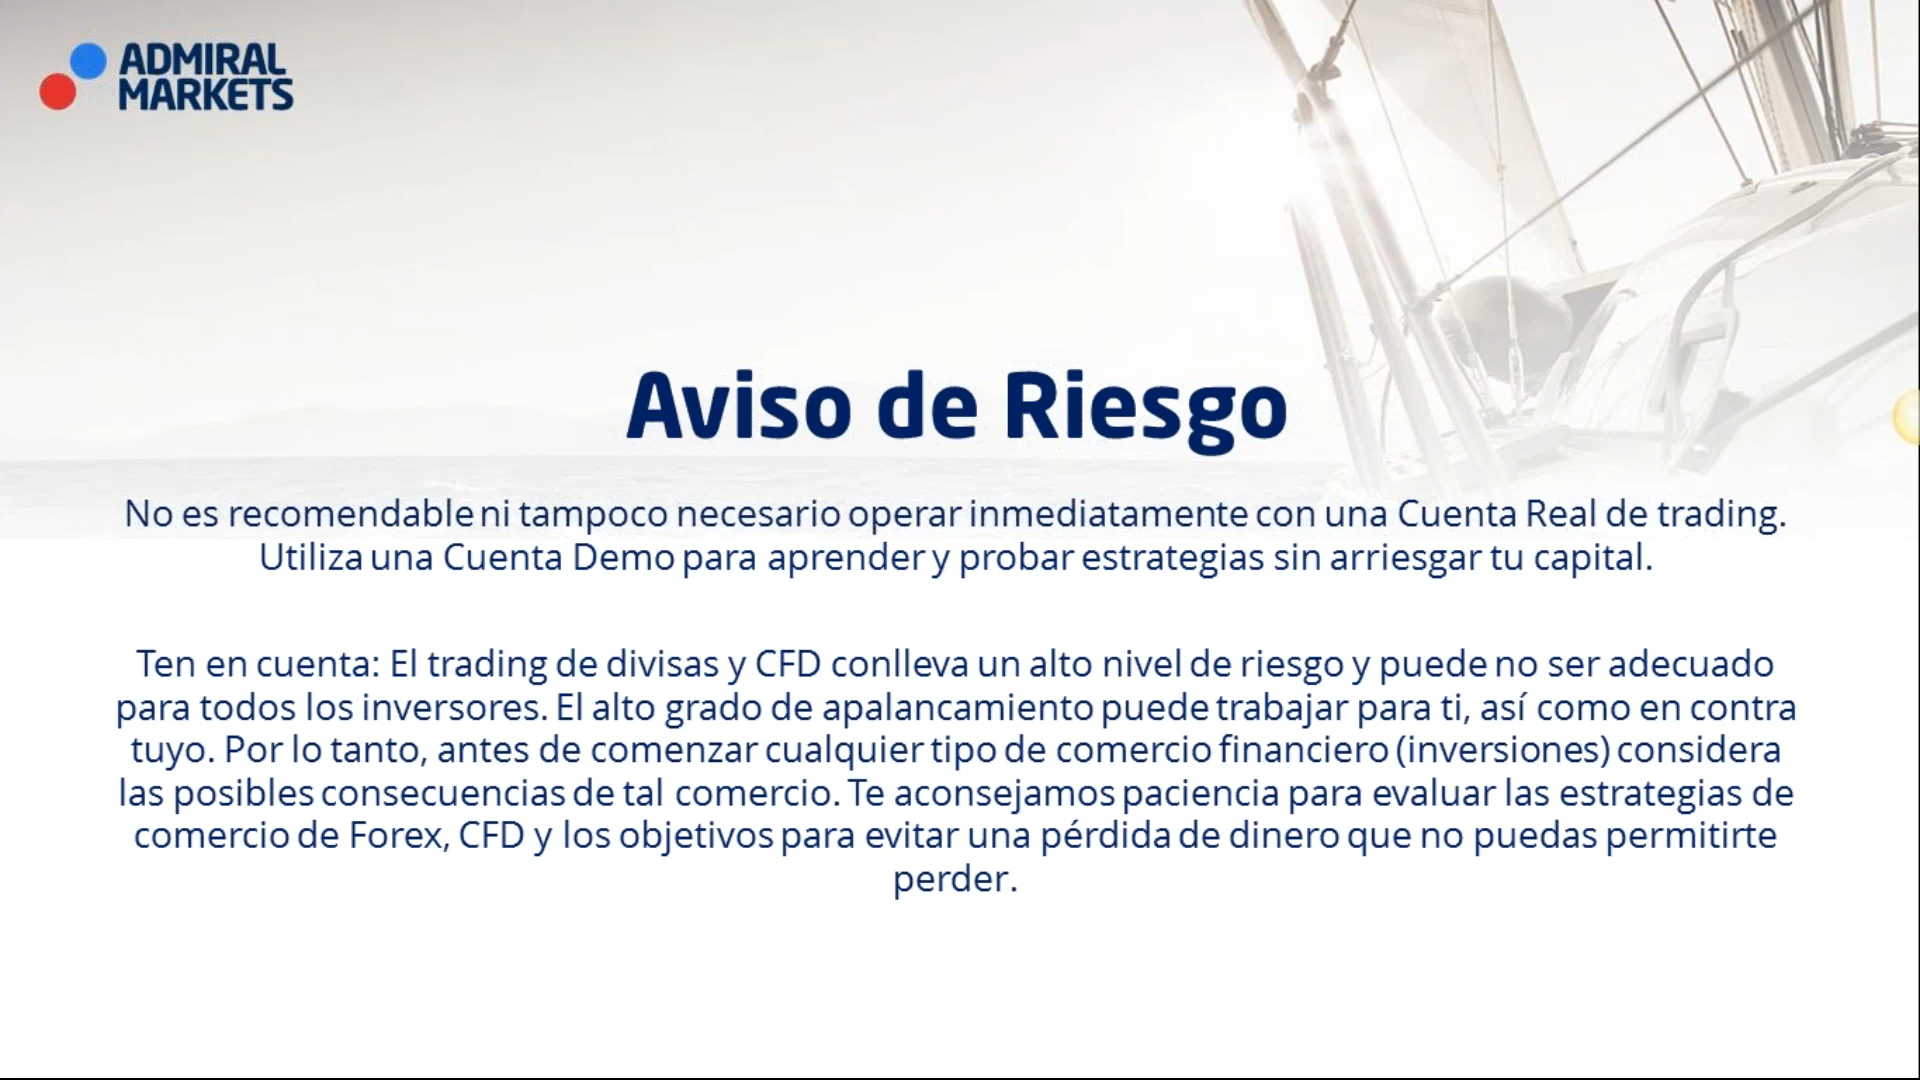 ADMIRAL
MARKETS
Aviso de Riesgo
No es recomendable ni tampoco necesario operar inmediatamente con una Cuenta Real de trading.
Utiliza una Cuenta Demo para aprender y probar estrategias sin arriesgar tu capital.
Ten en cuenta: El trading de divisas y CFD conlleva un alto nivel de riesgo y puede no ser adecuado
para todos los inversores. El alto grado de apalancamiento puede trabajar para ti, así como en contra
tuyo. Por lo tanto, antes de comenzar cualquier tipo de comercio financiero (inversiones) considera
las posibles consecuencias de tal comercio. Te aconsejamos paciencia para evaluar las estrategias de
comercio de Forex, CFD y los objetivos para evitar una pérdida de dinero que no puedas permitirte
perder.